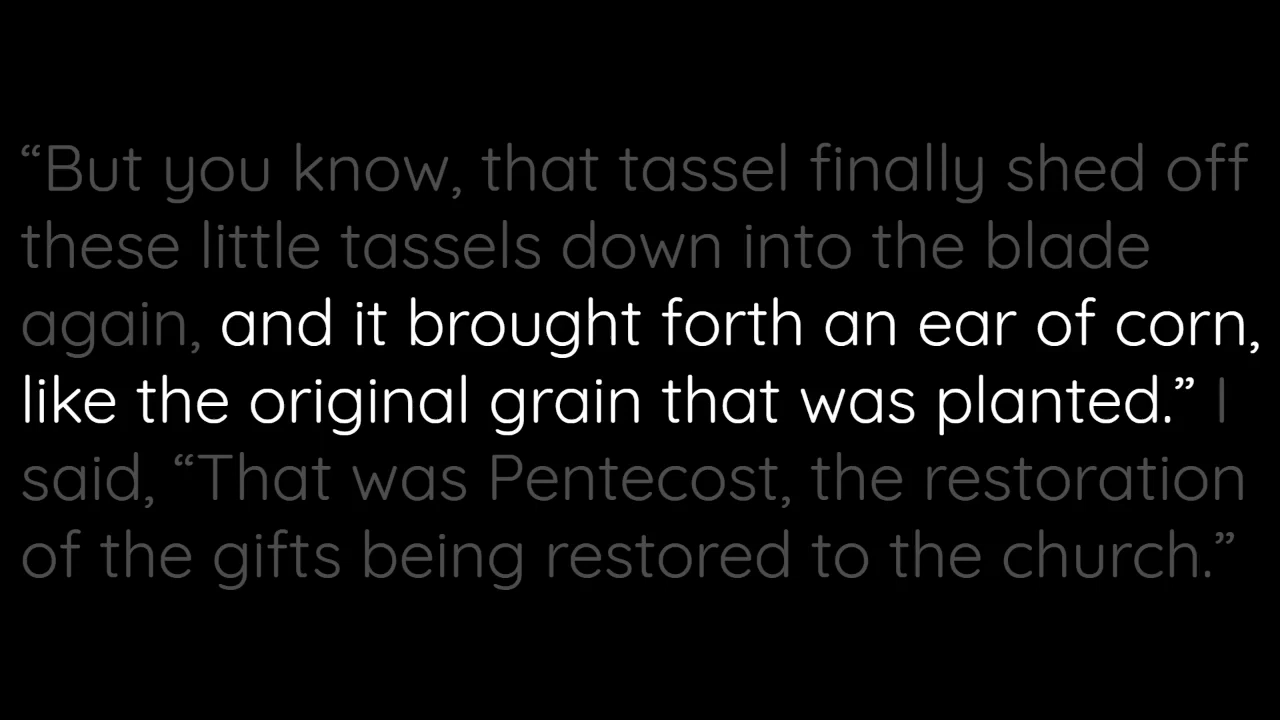 “But you know, that tassel finally shed off
these little tassels down into the blade
again, and it brought forth an ear of corn,
like the original grain that was planted.” I
said, “That was Pentecost, the restoration
of the gifts being restored to the church.”